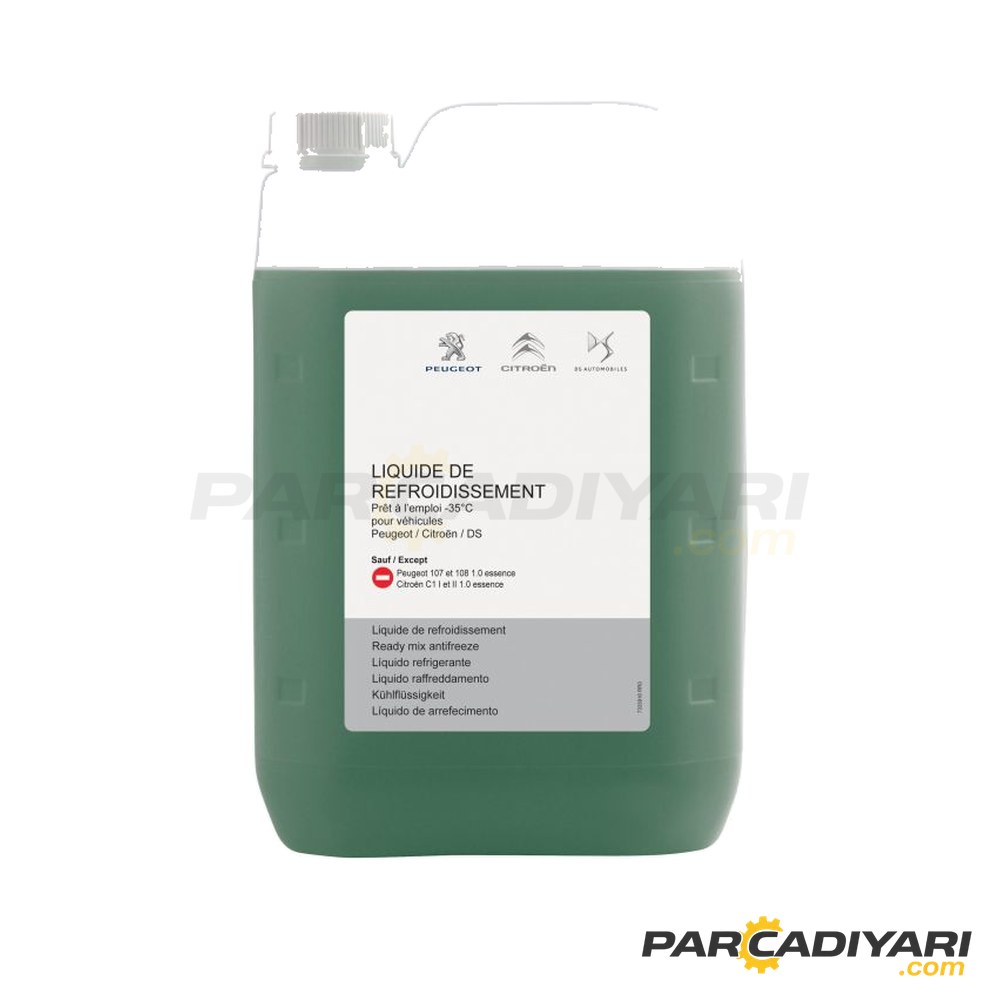 PEUGEOT CITROËN DS AUTOMOBILES
LIQUIDE DE
REFROIDISSEMENT
Prêt à l'emploi -35°C
pour véhicules
Peugeot / Citroën / DS
PARCADIYARI
.com
Sauf / Except
Peugeot 107 et 108 1.0 essence
Citroën C1 I et II 1.0 essence
Liquide de refroidissement
Ready mix antifreeze
Líquido refrigerante
Liquido raffreddamento
Kühlflüssigkeit
Líquido de arrefecimento
PARCADIYARI
.com